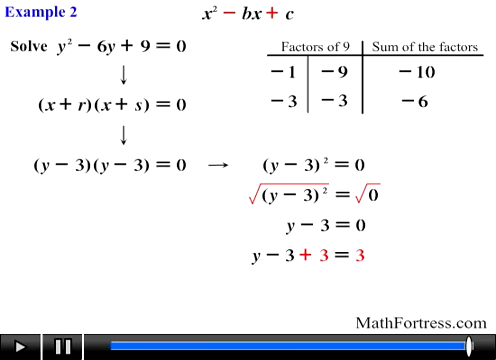 Example 2
x² − bx + c
Solve y² − 6y + 9 = 0
Factors of 9 Sum of the factors
− 1 − 9 − 10
− 3 − 3 − 6
↓
(x + r)(x + s) = 0
↓
(y − 3)(y − 3) = 0 → (y − 3)² = 0
√(y − 3)² = √0
y − 3 = 0
y − 3 + 3 = 3
MathFortress.com